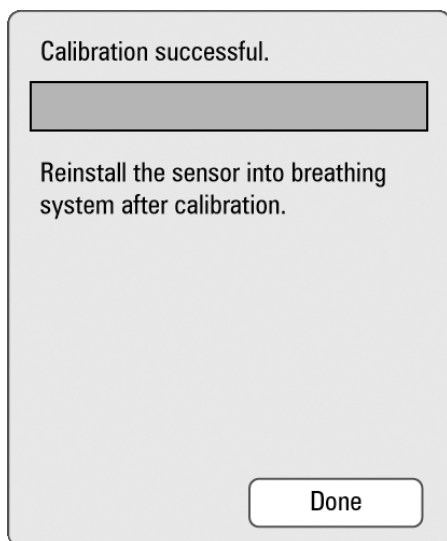 Calibration successful.
Reinstall the sensor into breathing
system after calibration.
Done